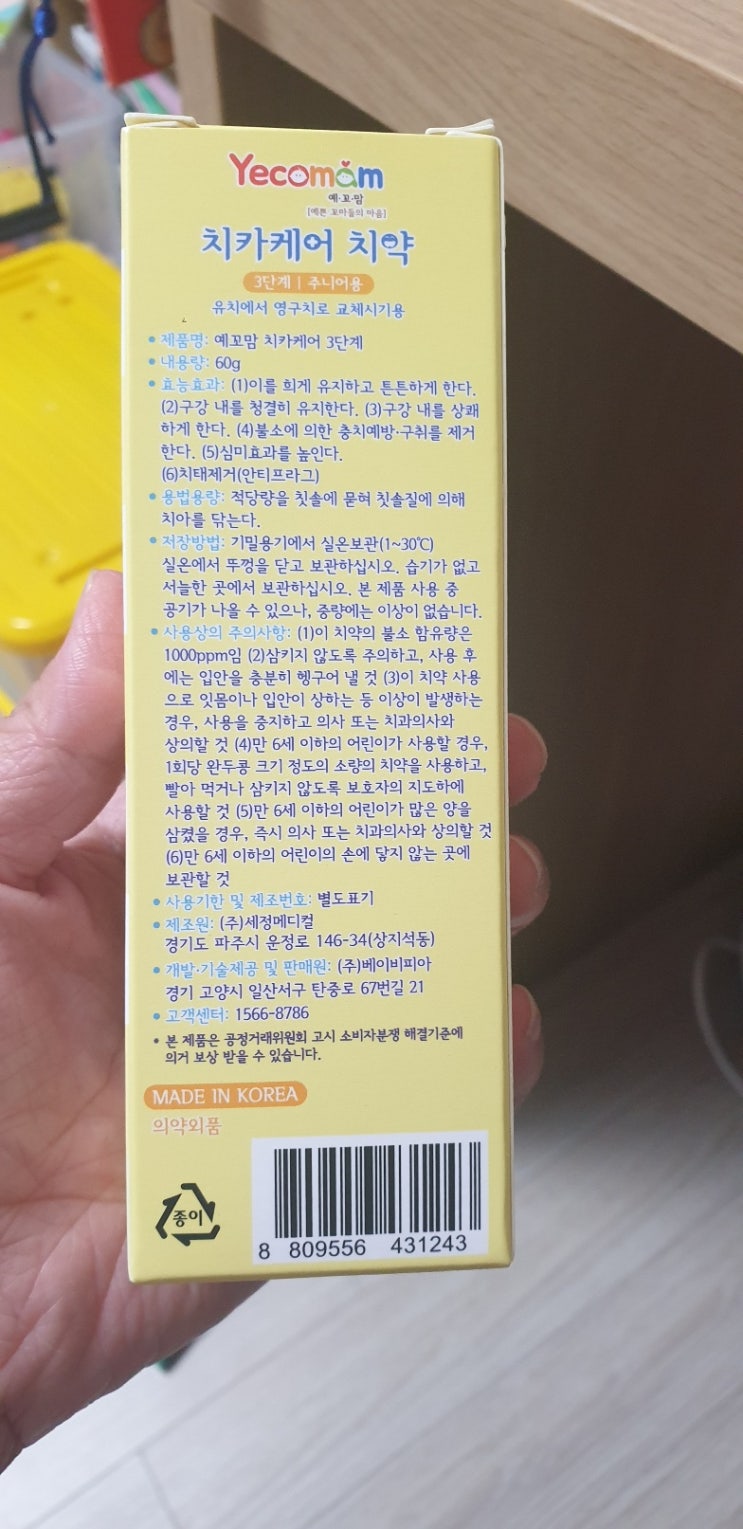 Yecomam
예·꼬·맘
[예쁜 꼬마들의 마음]
치카케어 치약
3단계 | 주니어용
유치에서 영구치로 교체시기용
• 제품명: 예꼬맘 치카케어 3단계
• 내용량: 60g
• 효능효과: (1)이를 희게 유지하고 튼튼하게 한다.
(2)구강 내를 청결히 유지한다. (3)구강 내를 상쾌
하게 한다. (4)불소에 의한 충치예방·구취를 제거
한다. (5)심미효과를 높인다.
(6)치태제거(안티프라그)
• 용법용량: 적당량을 칫솔에 묻혀 칫솔질에 의해
치아를 닦는다.
• 저장방법: 기밀용기에서 실온보관(1~30℃)
실온에서 뚜껑을 닫고 보관하십시오. 습기가 없고
서늘한 곳에서 보관하십시오. 본 제품 사용 중
공기가 나올 수 있으나, 중량에는 이상이 없습니다.
• 사용상의 주의사항: (1)이 치약의 불소 함유량은
1000ppm임 (2)삼키지 않도록 주의하고, 사용 후
에는 입안을 충분히 헹구어 낼 것 (3)이 치약 사용
으로 잇몸이나 입안이 상하는 등 이상이 발생하는
경우, 사용을 중지하고 의사 또는 치과의사와
상의할 것 (4)만 6세 이하의 어린이가 사용할 경우,
1회당 완두콩 크기 정도의 소량의 치약을 사용하고,
빨아 먹거나 삼키지 않도록 보호자의 지도하에
사용할 것 (5)만 6세 이하의 어린이가 많은 양을
삼켰을 경우, 즉시 의사 또는 치과의사와 상의할 것
(6)만 6세 이하의 어린이의 손에 닿지 않는 곳에
보관할 것
• 사용기한 및 제조번호: 별도표기
• 제조원: (주)세정메디컬
경기도 파주시 운정로 146-34(상지석동)
• 개발·기술제공 및 판매원: (주)베이비피아
경기 고양시 일산서구 탄중로 67번길 21
• 고객센터: 1566-8786
• 본 제품은 공정거래위원회 고시 소비자분쟁 해결기준에
의거 보상 받을 수 있습니다.
MADE IN KOREA
의약외품
종이
8 809556 431243